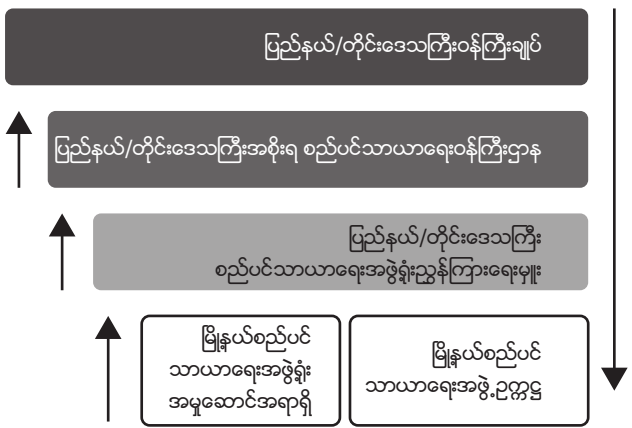 ပြည်နယ်/တိုင်းဒေသကြီးဝန်ကြီးချုပ်
ပြည်နယ်/တိုင်းဒေသကြီးအစိုးရ စည်ပင်သာယာရေးဝန်ကြီးဌာန
ပြည်နယ်/တိုင်းဒေသကြီး
စည်ပင်သာယာရေးအဖွဲ့ရုံးညွှန်ကြားရေးမှူး
မြို့နယ်စည်ပင်
သာယာရေးအဖွဲ့ရုံး
အမှုဆောင်အရာရှိ
မြို့နယ်စည်ပင်
သာယာရေးအဖွဲ့ဥက္ကဋ္ဌ